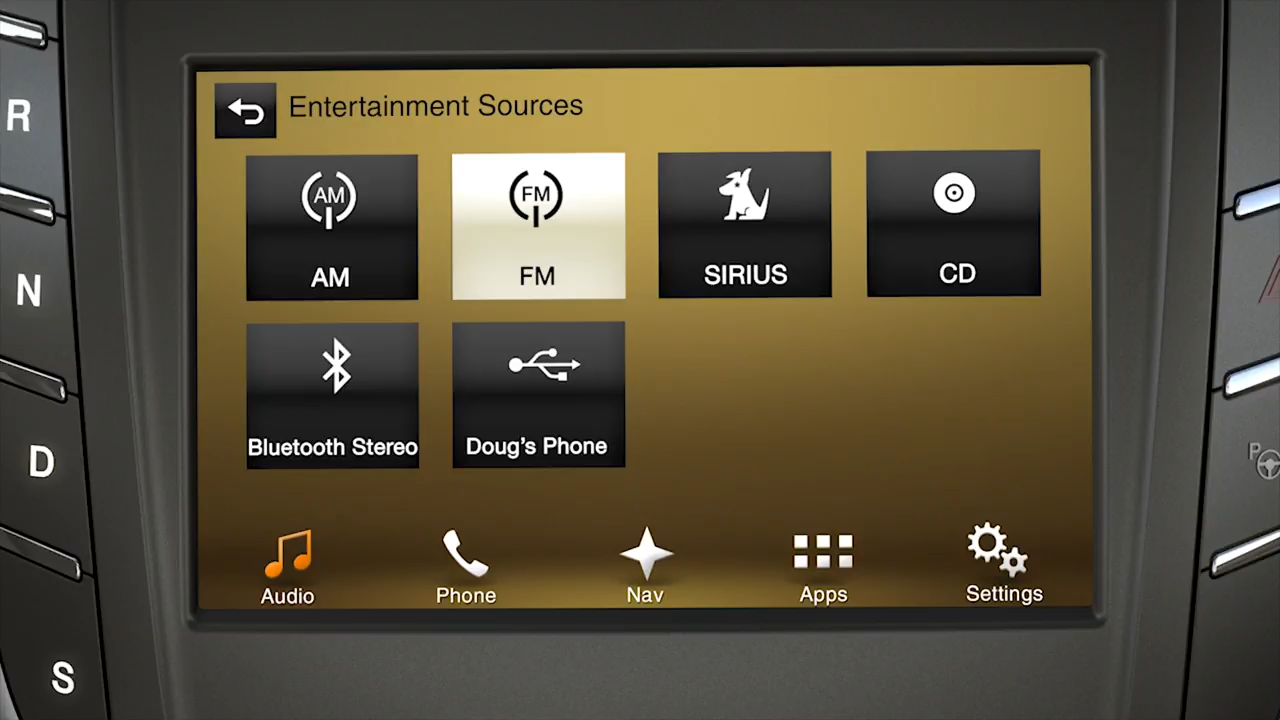 Entertainment Sources
AM
FM
AM
FM
SIRIUS
CD
Bluetooth Stereo
Doug's Phone
Audio
Phone
Nav
Apps
Settings
R
N
D
S
P